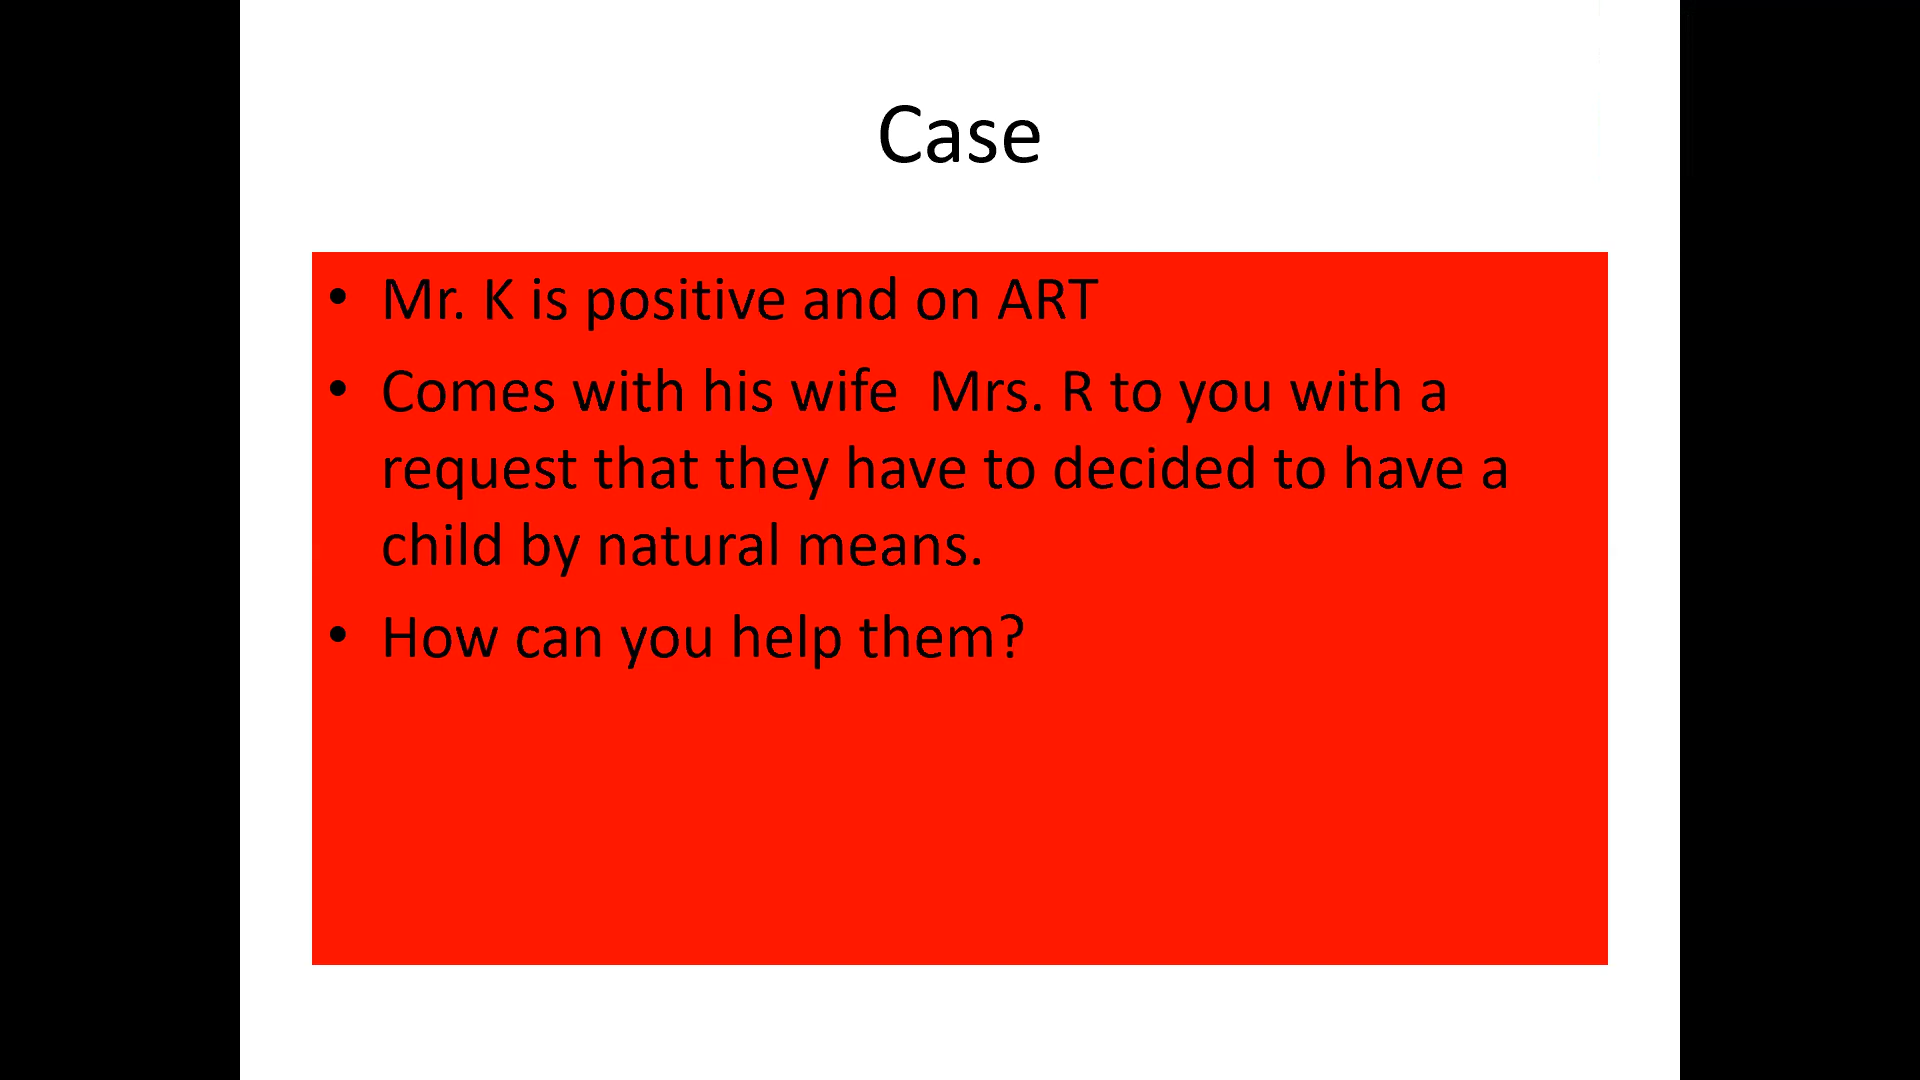 Case
• Mr. K is positive and on ART
• Comes with his wife  Mrs. R to you with a
request that they have to decided to have a
child by natural means.
• How can you help them?